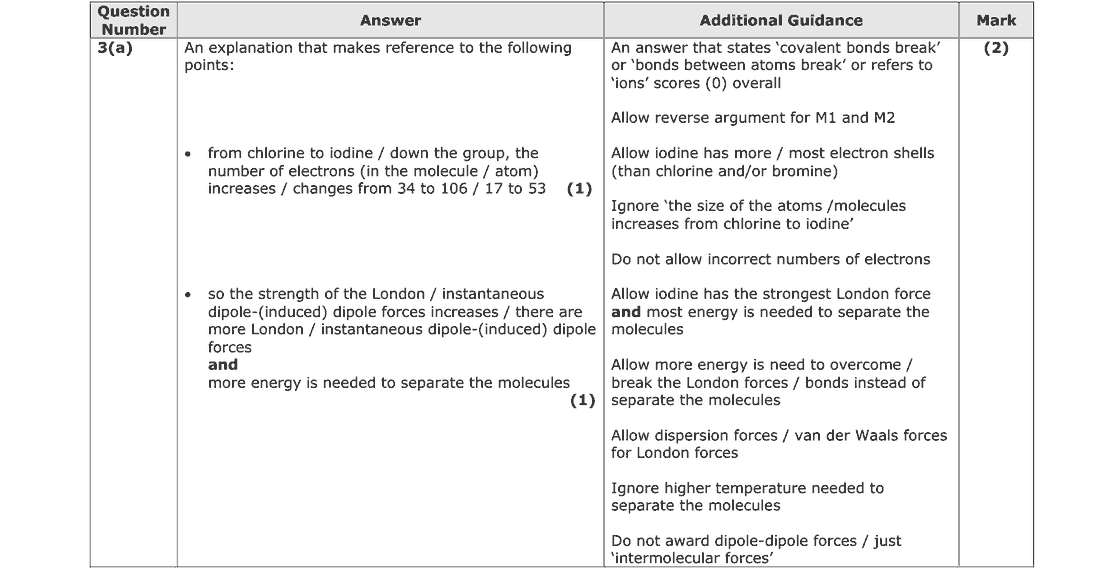 Question Number
Answer
Additional Guidance
Mark
3(a)
An explanation that makes reference to the following
points:
• from chlorine to iodine / down the group, the
number of electrons (in the molecule / atom)
increases / changes from 34 to 106 / 17 to 53 (1)
• so the strength of the London / instantaneous
dipole-(induced) dipole forces increases / there are
more London / instantaneous dipole-(induced) dipole
forces
and
more energy is needed to separate the molecules
(1)
An answer that states ‘covalent bonds break’
or ‘bonds between atoms break’ or refers to
‘ions’ scores (0) overall
Allow reverse argument for M1 and M2
Allow iodine has more / most electron shells
(than chlorine and/or bromine)
Ignore ‘the size of the atoms /molecules
increases from chlorine to iodine’
Do not allow incorrect numbers of electrons
Allow iodine has the strongest London force
and most energy is needed to separate the
molecules
Allow more energy is need to overcome /
break the London forces / bonds instead of
separate the molecules
Allow dispersion forces / van der Waals forces
for London forces
Ignore higher temperature needed to
separate the molecules
Do not award dipole-dipole forces / just
‘intermolecular forces’
(2)